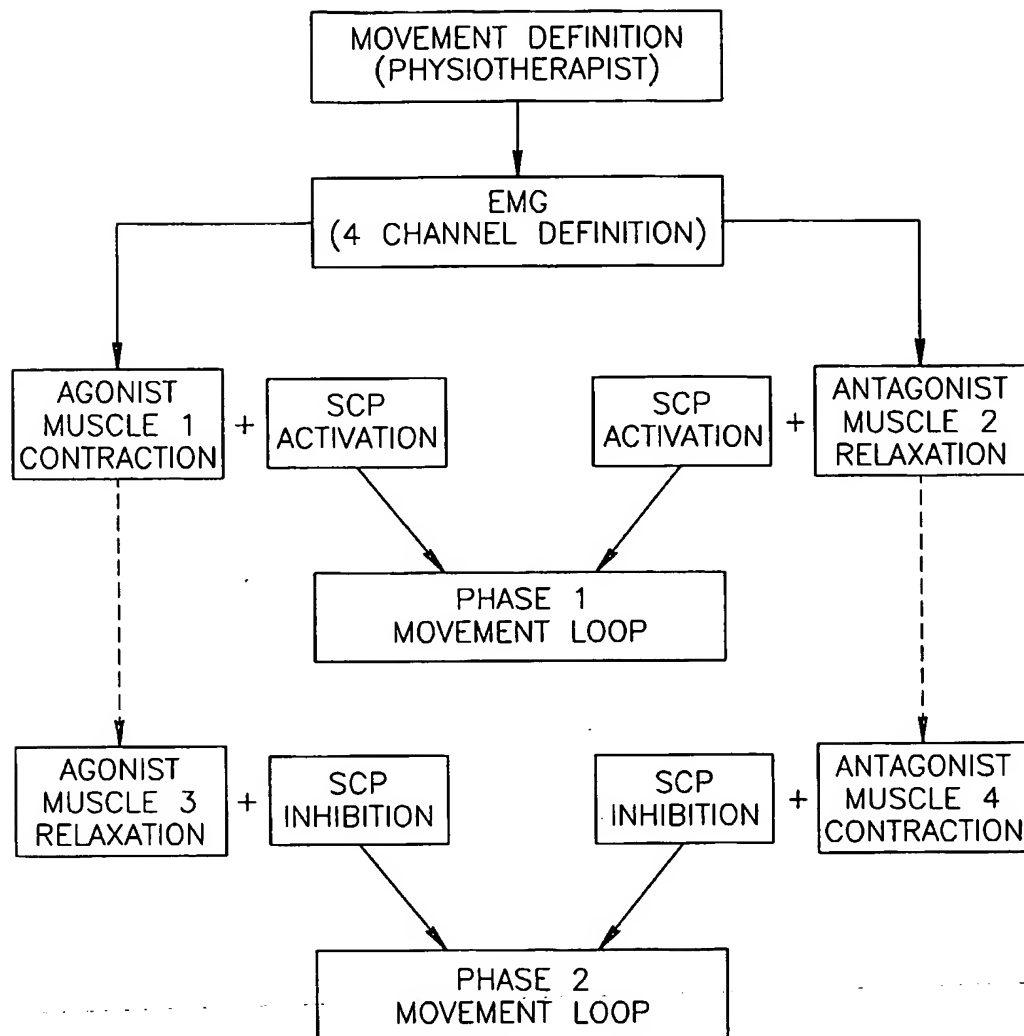 MOVEMENT DEFINITION
(PHYSIOTHERAPIST)
EMG
(4 CHANNEL DEFINITION)
AGONIST
MUSCLE 1
CONTRACTION
+
SCP
ACTIVATION
SCP
ACTIVATION
+
ANTAGONIST
MUSCLE 2
RELAXATION
PHASE 1
MOVEMENT LOOP
AGONIST
MUSCLE 3
RELAXATION
+
SCP
INHIBITION
SCP
INHIBITION
+
ANTAGONIST
MUSCLE 4
CONTRACTION
PHASE 2
MOVEMENT LOOP